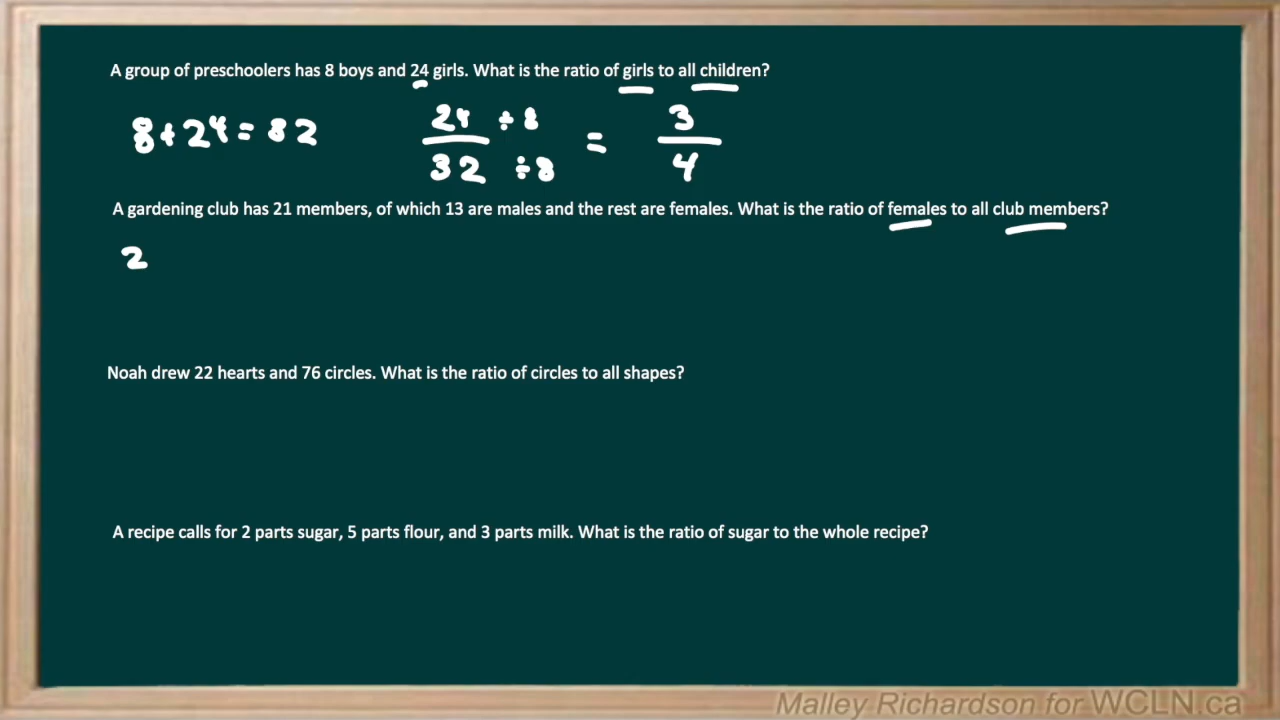 A group of preschoolers has 8 boys and 24 girls. What is the ratio of girls to all children?
8+24=82 24/32 ÷8/÷8 = 3/4
A gardening club has 21 members, of which 13 are males and the rest are females. What is the ratio of females to all club members?
2
Noah drew 22 hearts and 76 circles. What is the ratio of circles to all shapes?
A recipe calls for 2 parts sugar, 5 parts flour, and 3 parts milk. What is the ratio of sugar to the whole recipe?
Malley Richardson for WCLN.ca